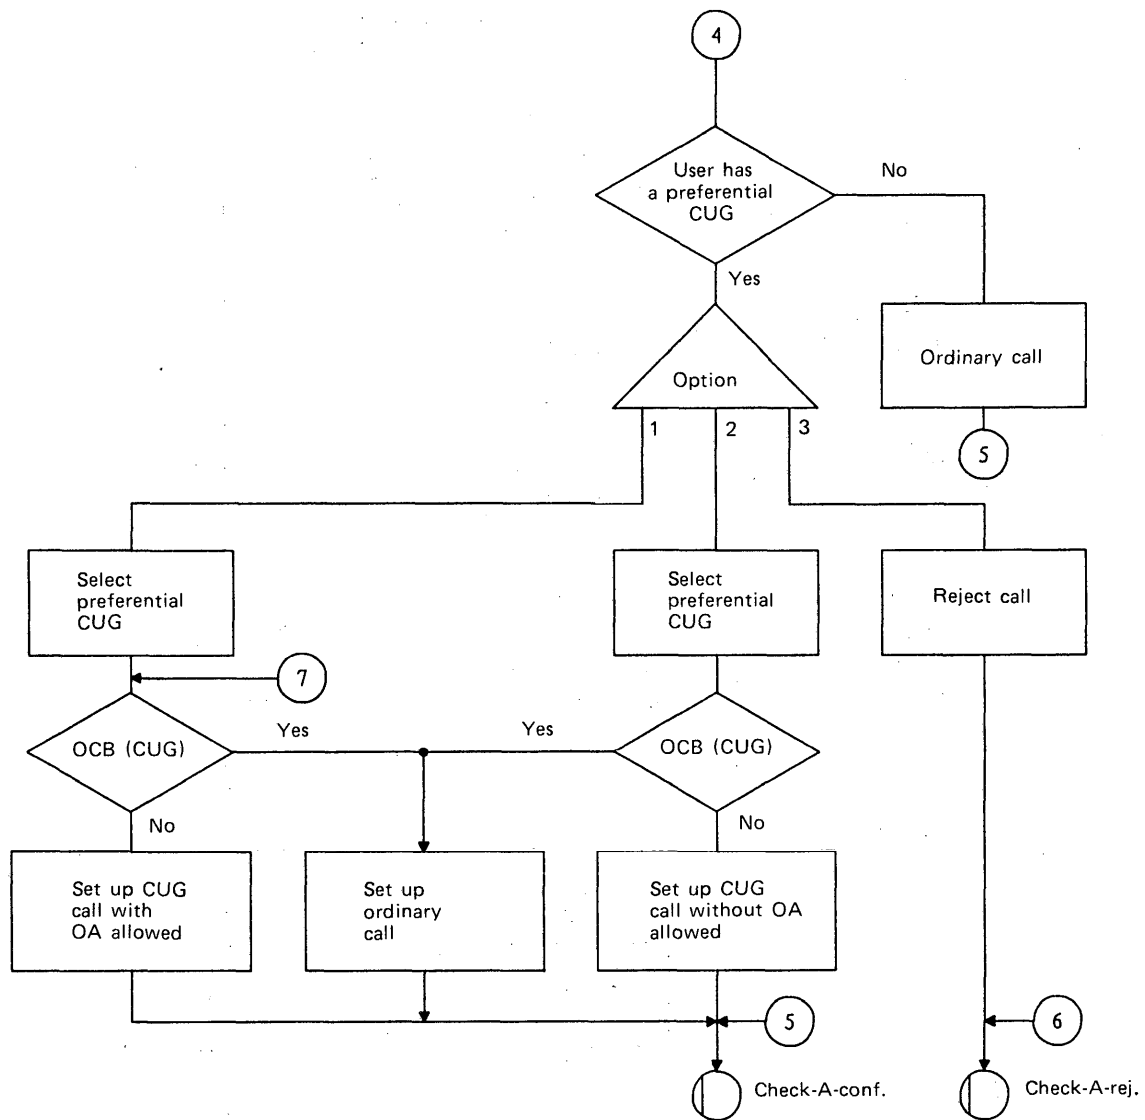 4
User has
a preferential
CUG
No
Yes
Ordinary call
Option
1
2
3
5
Select
preferential
CUG
Select
preferential
CUG
Reject call
7
OCB (CUG)
Yes
Yes
OCB (CUG)
No
No
Set up CUG
call with
OA allowed
Set up
ordinary
call
Set up CUG
call without OA
allowed
5
6
Check-A-conf.
Check-A-rej.